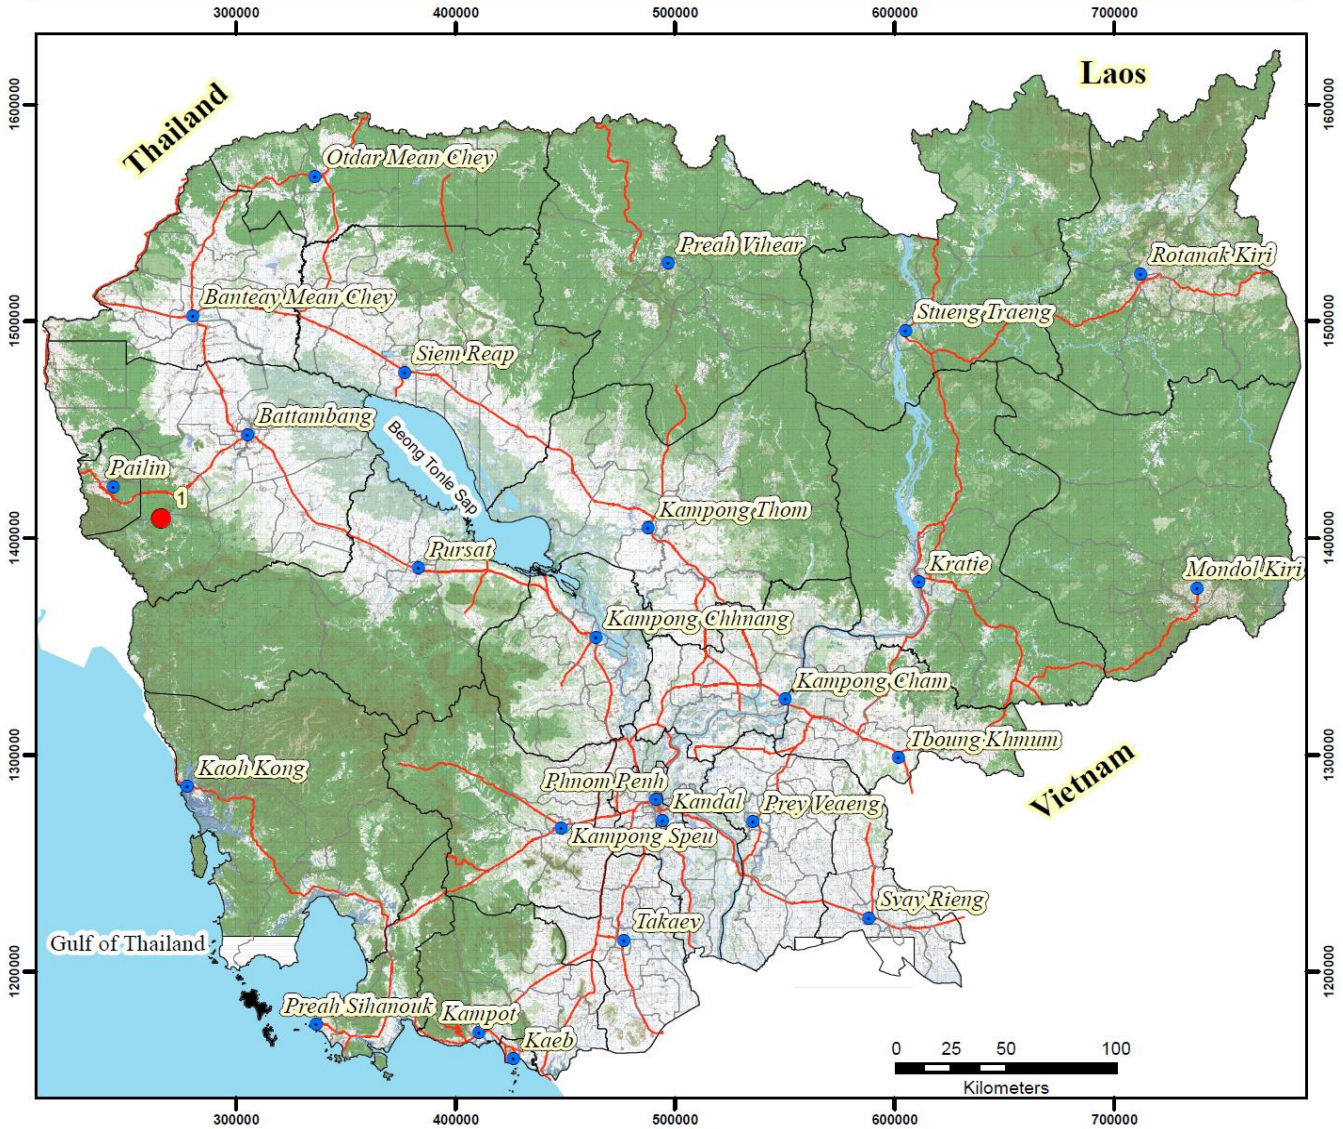 300000 400000 500000 600000 700000
Laos
Thailand
1600000
1600000
Otdar Mean Chey
Preah Vihear
Rotanak Kiri
Banteay Mean Chey
Stueng Traeng
1500000
1500000
Siem Reap
Battambang
Beong Tonle Sap
Pailin
1
Kampong Thom
1400000
1400000
Pursat
Kratie
Mondol Kiri
Kampong Chhnang
Kampong Cham
Tboung Khmum
1300000
1300000
Kaoh Kong
Phnom Penh
Vietnam
Kandal
Prey Veaeng
Kampong Speu
Svay Rieng
Takaev
Gulf of Thailand
1200000
1200000
Preah Sihanouk
Kampot
Kaeb
0 25 50 100
Kilometers
300000 400000 500000 600000 700000